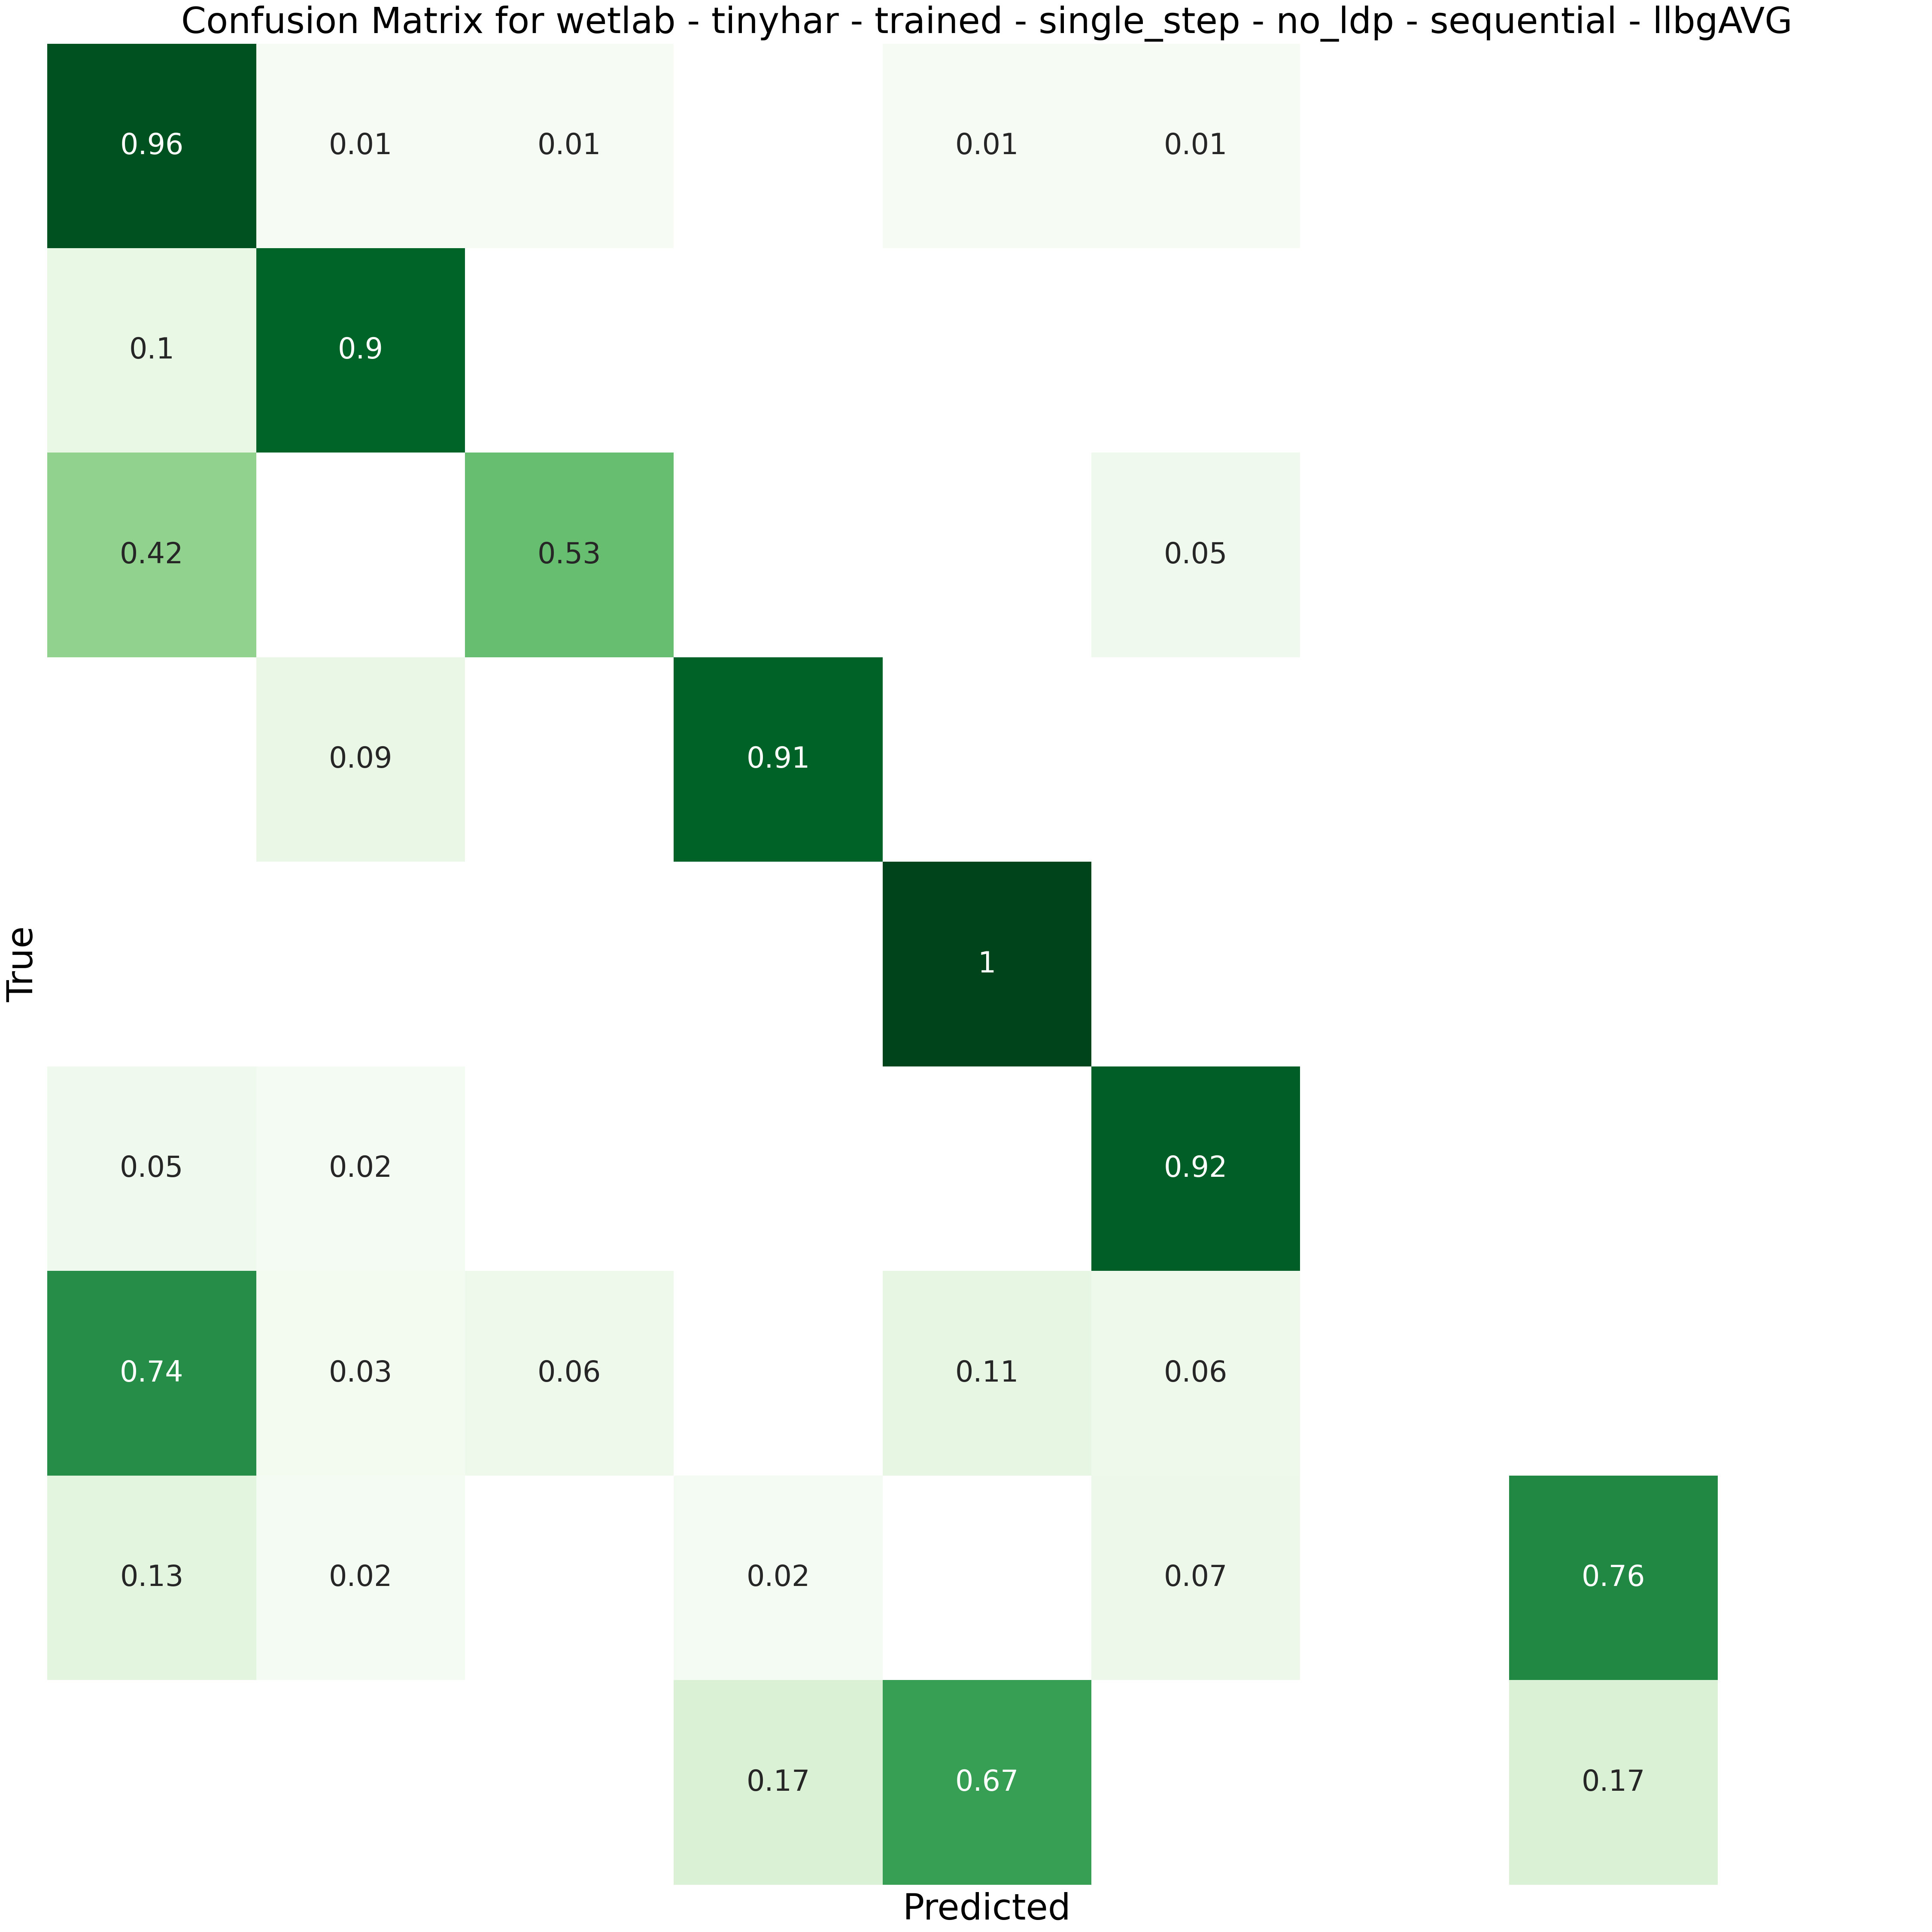 Confusion Matrix for wetlab - tinyhar - trained - single_step - no_ldp - sequential - llbgAVG
0.96 0.01 0.01 0.01 0.01
0.1 0.9
0.42 0.53 0.05
0.09 0.91
True
1
0.05 0.02 0.92
0.74 0.03 0.06 0.11 0.06
0.13 0.02 0.02 0.07 0.76
0.17 0.67 0.17
Predicted